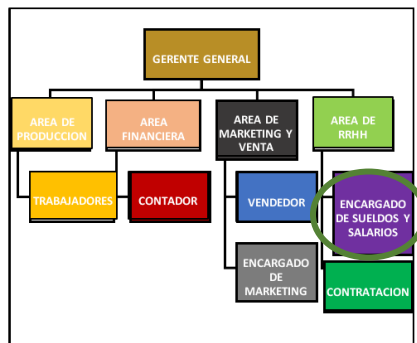 GERENTE GENERAL
AREA DE
PRODUCCION
AREA
FINANCIERA
AREA DE
MARKETING Y
VENTA
AREA DE
RRHH
TRABAJADORES
CONTADOR
VENDEDOR
ENCARGADO
DE SUELDOS Y
SALARIOS
ENCARGADO
DE
MARKETING
CONTRATACION